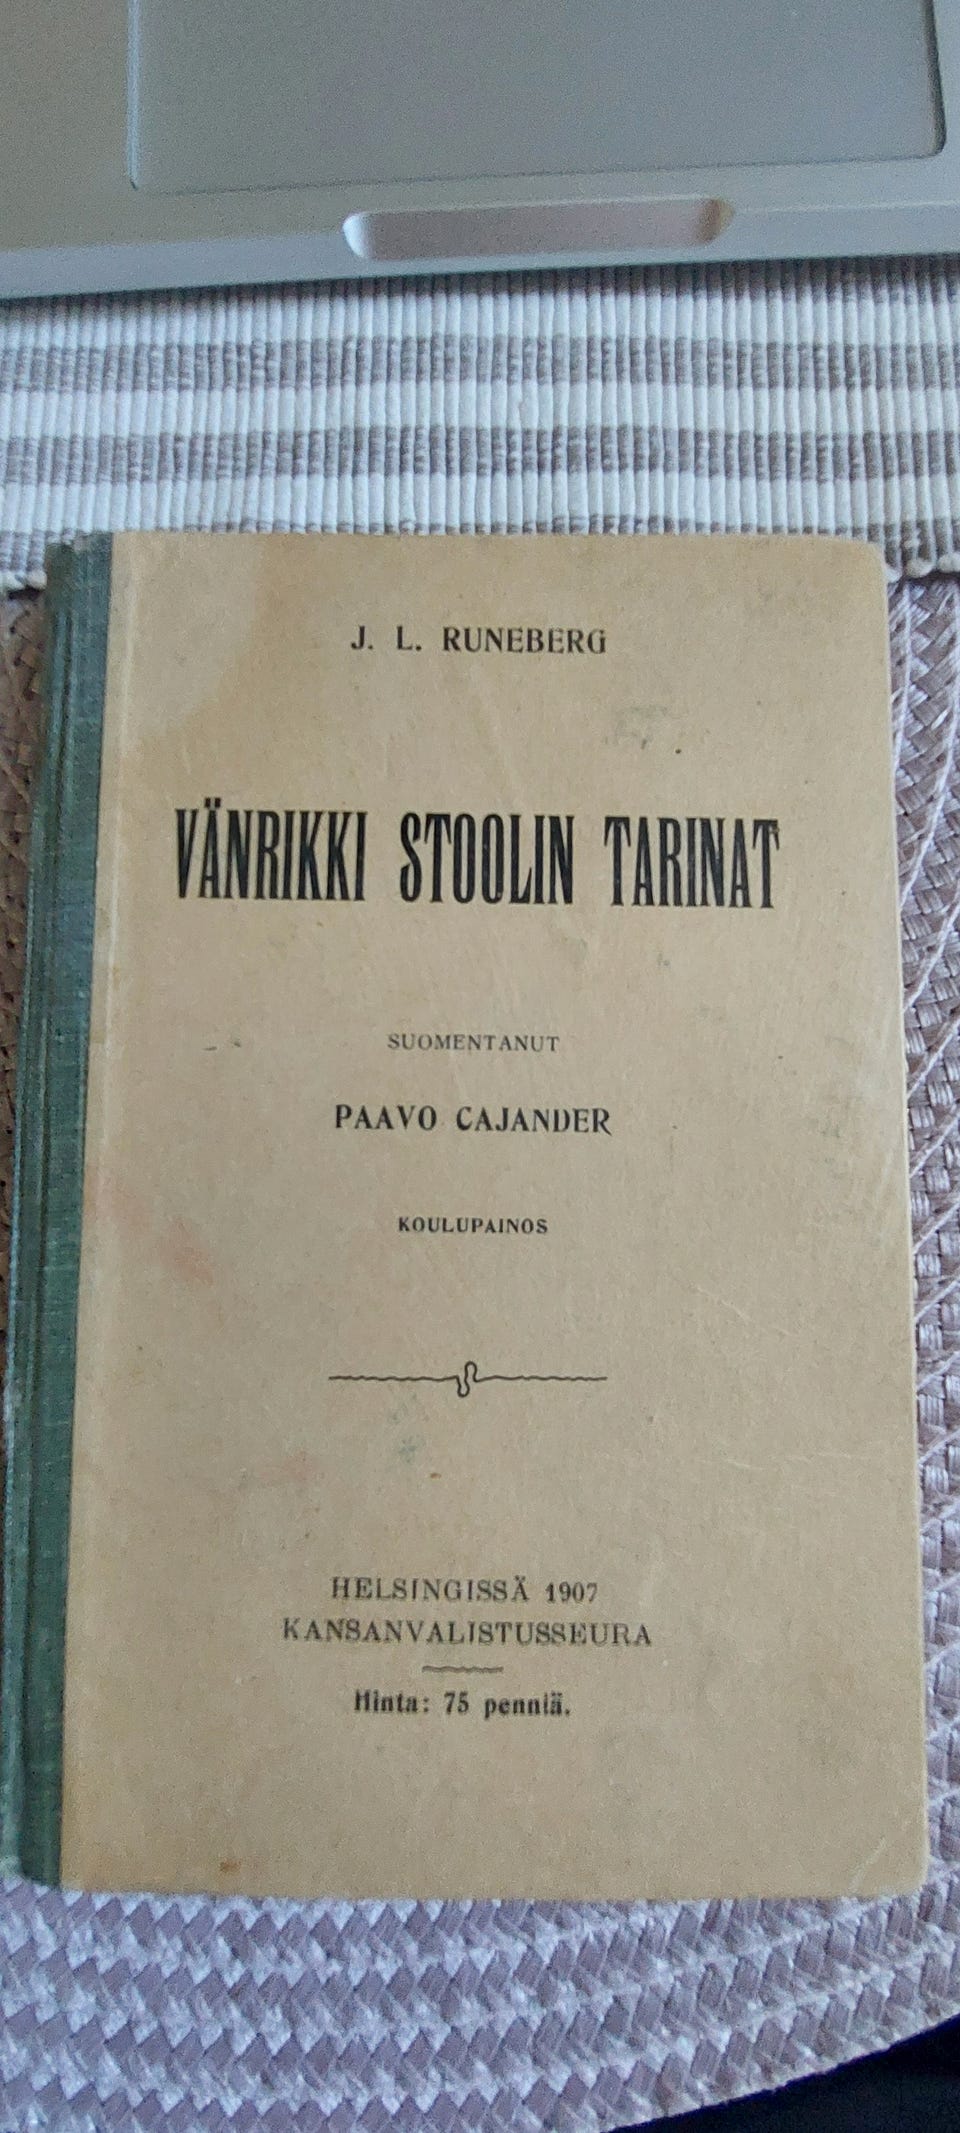 J. L. RUNEBERG
VÄNRIKKI STOOLIN TARINAT
SUOMENTANUT
PAAVO CAJANDER
KOULUPAINOS
HELSINGISSÄ 1907
KANSANVALISTUSSEURA
Hinta: 75 penniä.